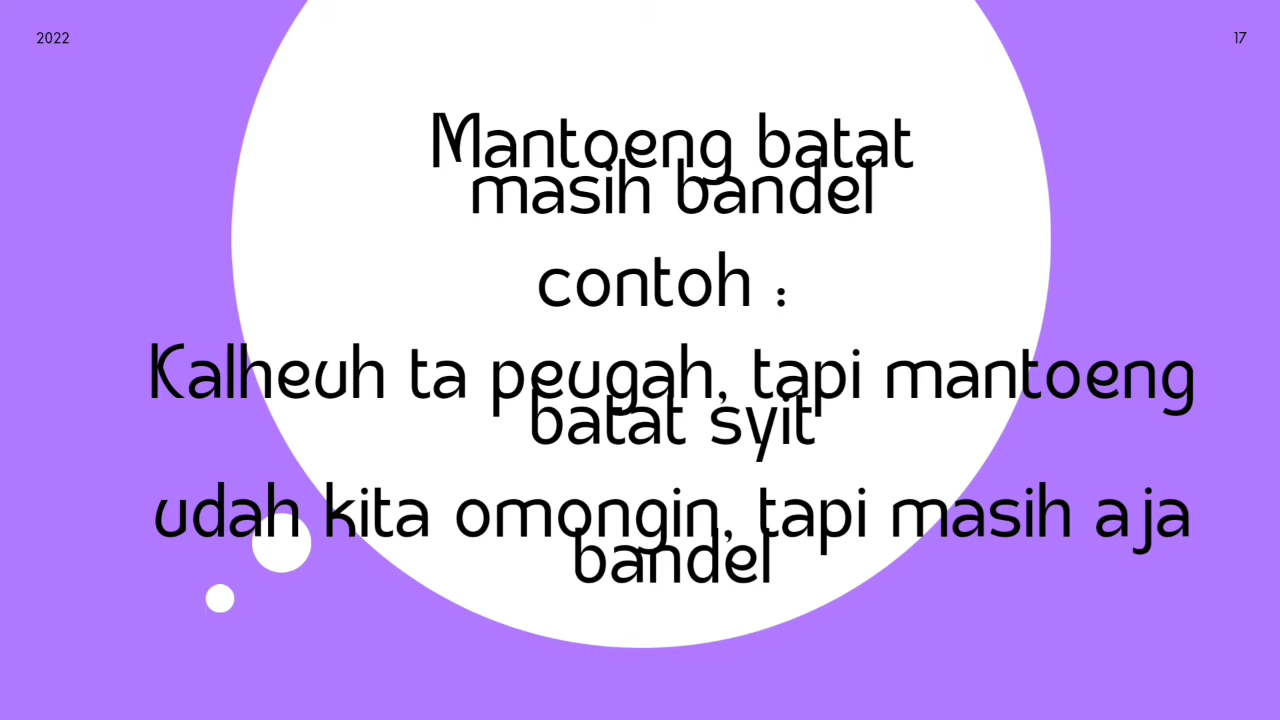 2022
17
Mantoeng batat
masih bandel
contoh :
Kalheuh ta peugah, tapi mantoeng
batat syit
udah kita omongin, tapi masih aja
bandel